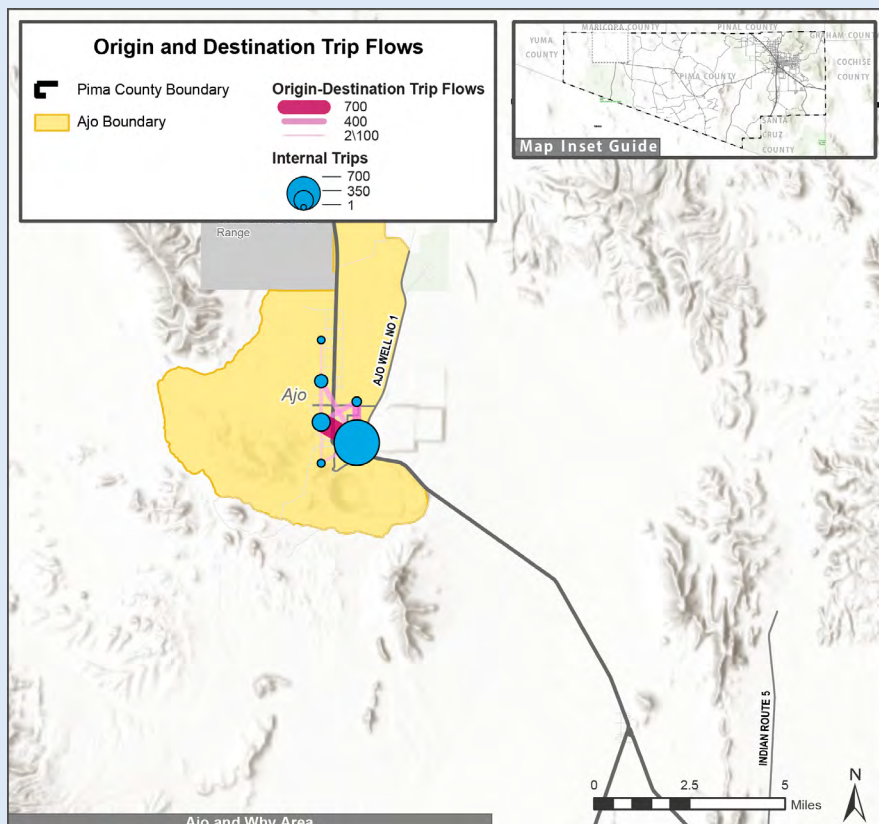 Origin and Destination Trip Flows
Pima County Boundary
Ajo Boundary
Origin-Destination Trip Flows
700
400
2\100
Internal Trips
700
350
1
MARICOPA COUNTY
PINAL COUNTY
GRAHAM COUNTY
YUMA
COUNTY
COCHISE
COUNTY
PIMA COUNTY
SANTA
CRUZ
COUNTY
Map Inset Guide
Range
AJO WELL NO 1
Ajo
INDIAN ROUTE 5
0
2.5
5
Miles
N
Ajo and Why Area